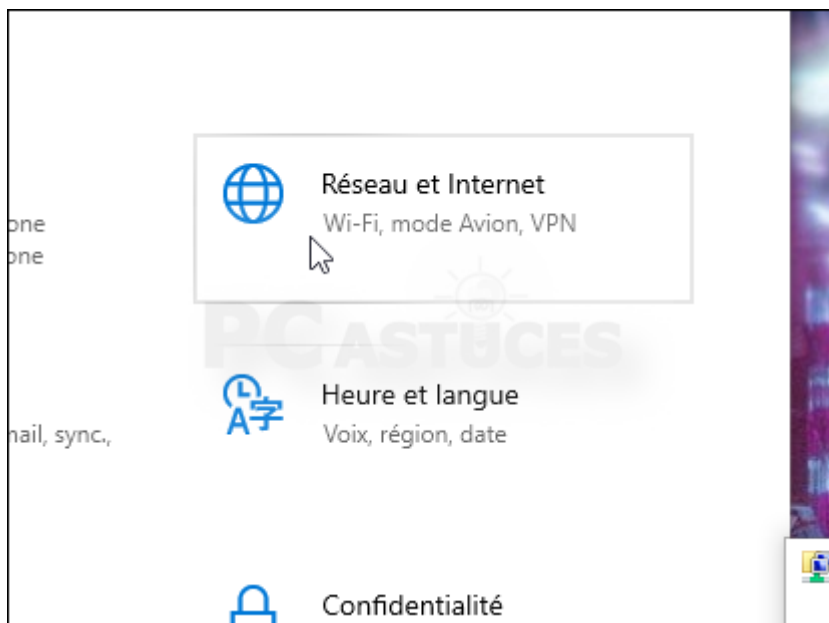 Réseau et Internet
Wi-Fi, mode Avion, VPN
one
one
PC ASTUCES
Heure et langue
Voix, région, date
nail, sync.,
Confidentialité